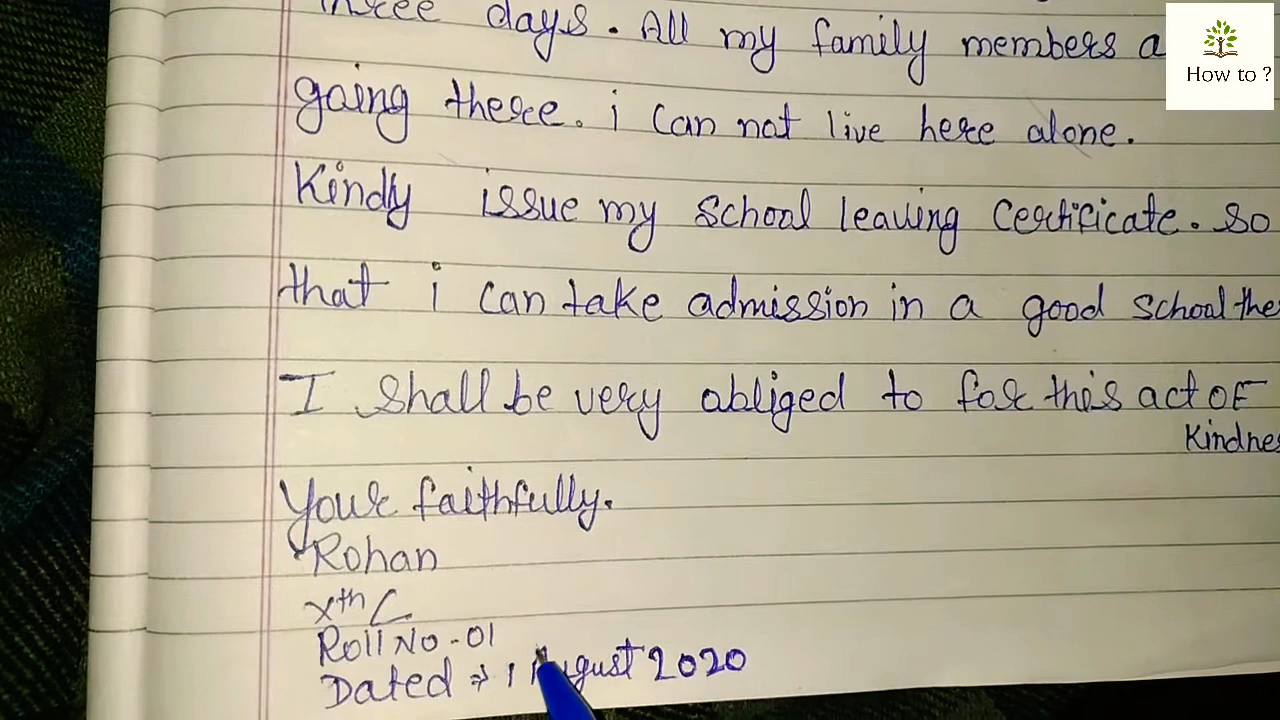 three days. All my family members a
How to ?
going there. i can not live here alone.
Kindly issue my school leaving certificate. so
that i can take admission in a good school the
I shall be very obliged to for this act of
Kindnes
Your faithfully.
Rohan
Xth C
Roll No - 01
Dated ⇒ 1 August 2020